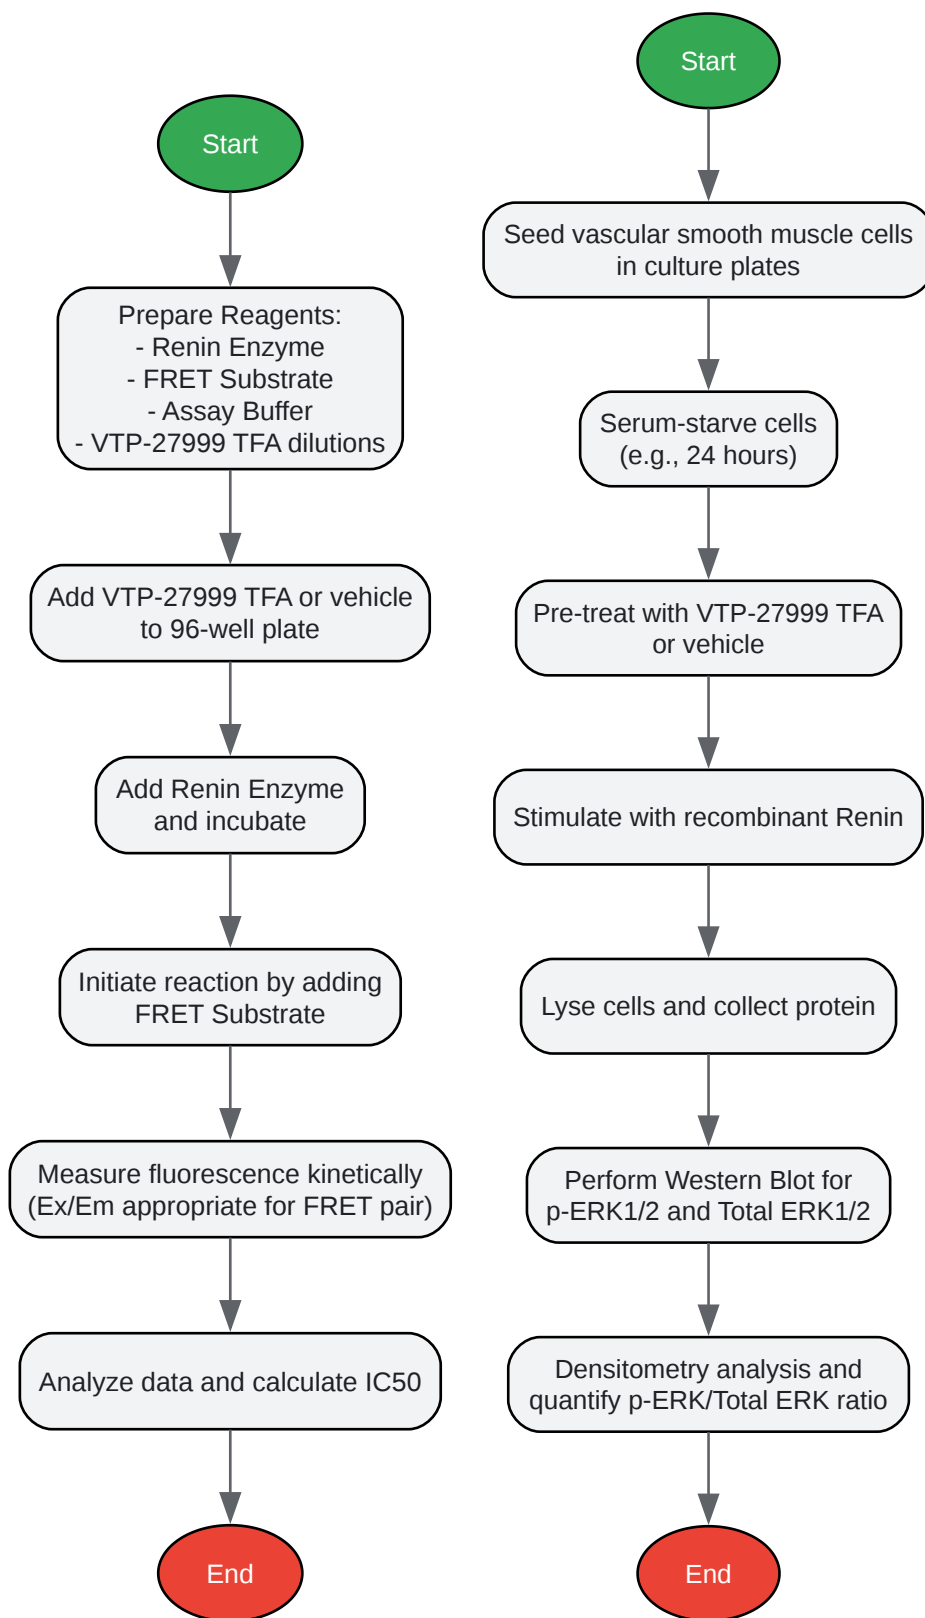 Start
Prepare Reagents:
- Renin Enzyme
- FRET Substrate
- Assay Buffer
- VTP-27999 TFA dilutions
Add VTP-27999 TFA or vehicle
to 96-well plate
Add Renin Enzyme
and incubate
Initiate reaction by adding
FRET Substrate
Measure fluorescence kinetically
(Ex/Em appropriate for FRET pair)
Analyze data and calculate IC50
End
Start
Seed vascular smooth muscle cells
in culture plates
Serum-starve cells
(e.g., 24 hours)
Pre-treat with VTP-27999 TFA
or vehicle
Stimulate with recombinant Renin
Lyse cells and collect protein
Perform Western Blot for
p-ERK1/2 and Total ERK1/2
Densitometry analysis and
quantify p-ERK/Total ERK ratio
End